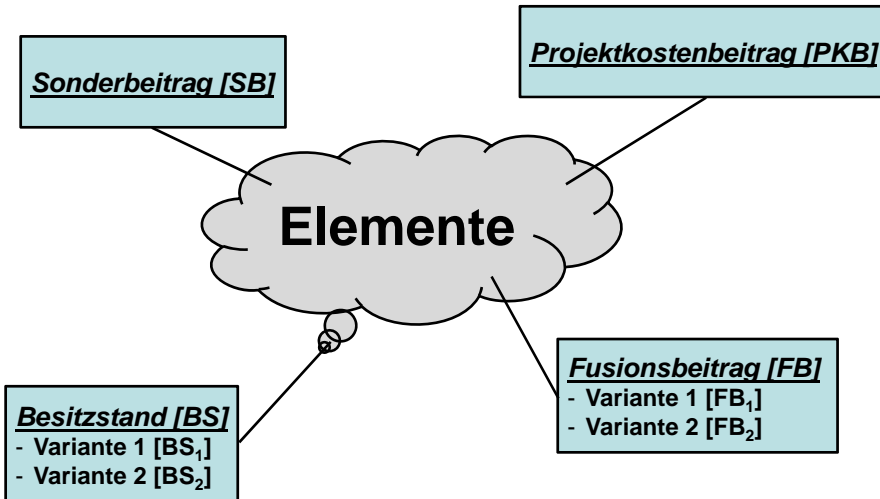 Projektkostenbeitrag [PKB]
Sonderbeitrag [SB]
Elemente
Fusionsbeitrag [FB]
- Variante 1 [FB₁]
- Variante 2 [FB₂]
Besitzstand [BS]
- Variante 1 [BS₁]
- Variante 2 [BS₂]